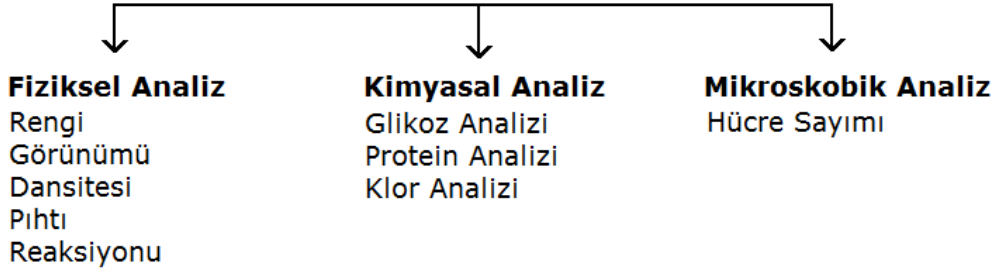 Fiziksel Analiz
Rengi
Görünümü
Dansitesi
Pıhtı
Reaksiyonu
Kimyasal Analiz
Glikoz Analizi
Protein Analizi
Klor Analizi
Mikroskobik Analiz
Hücre Sayımı